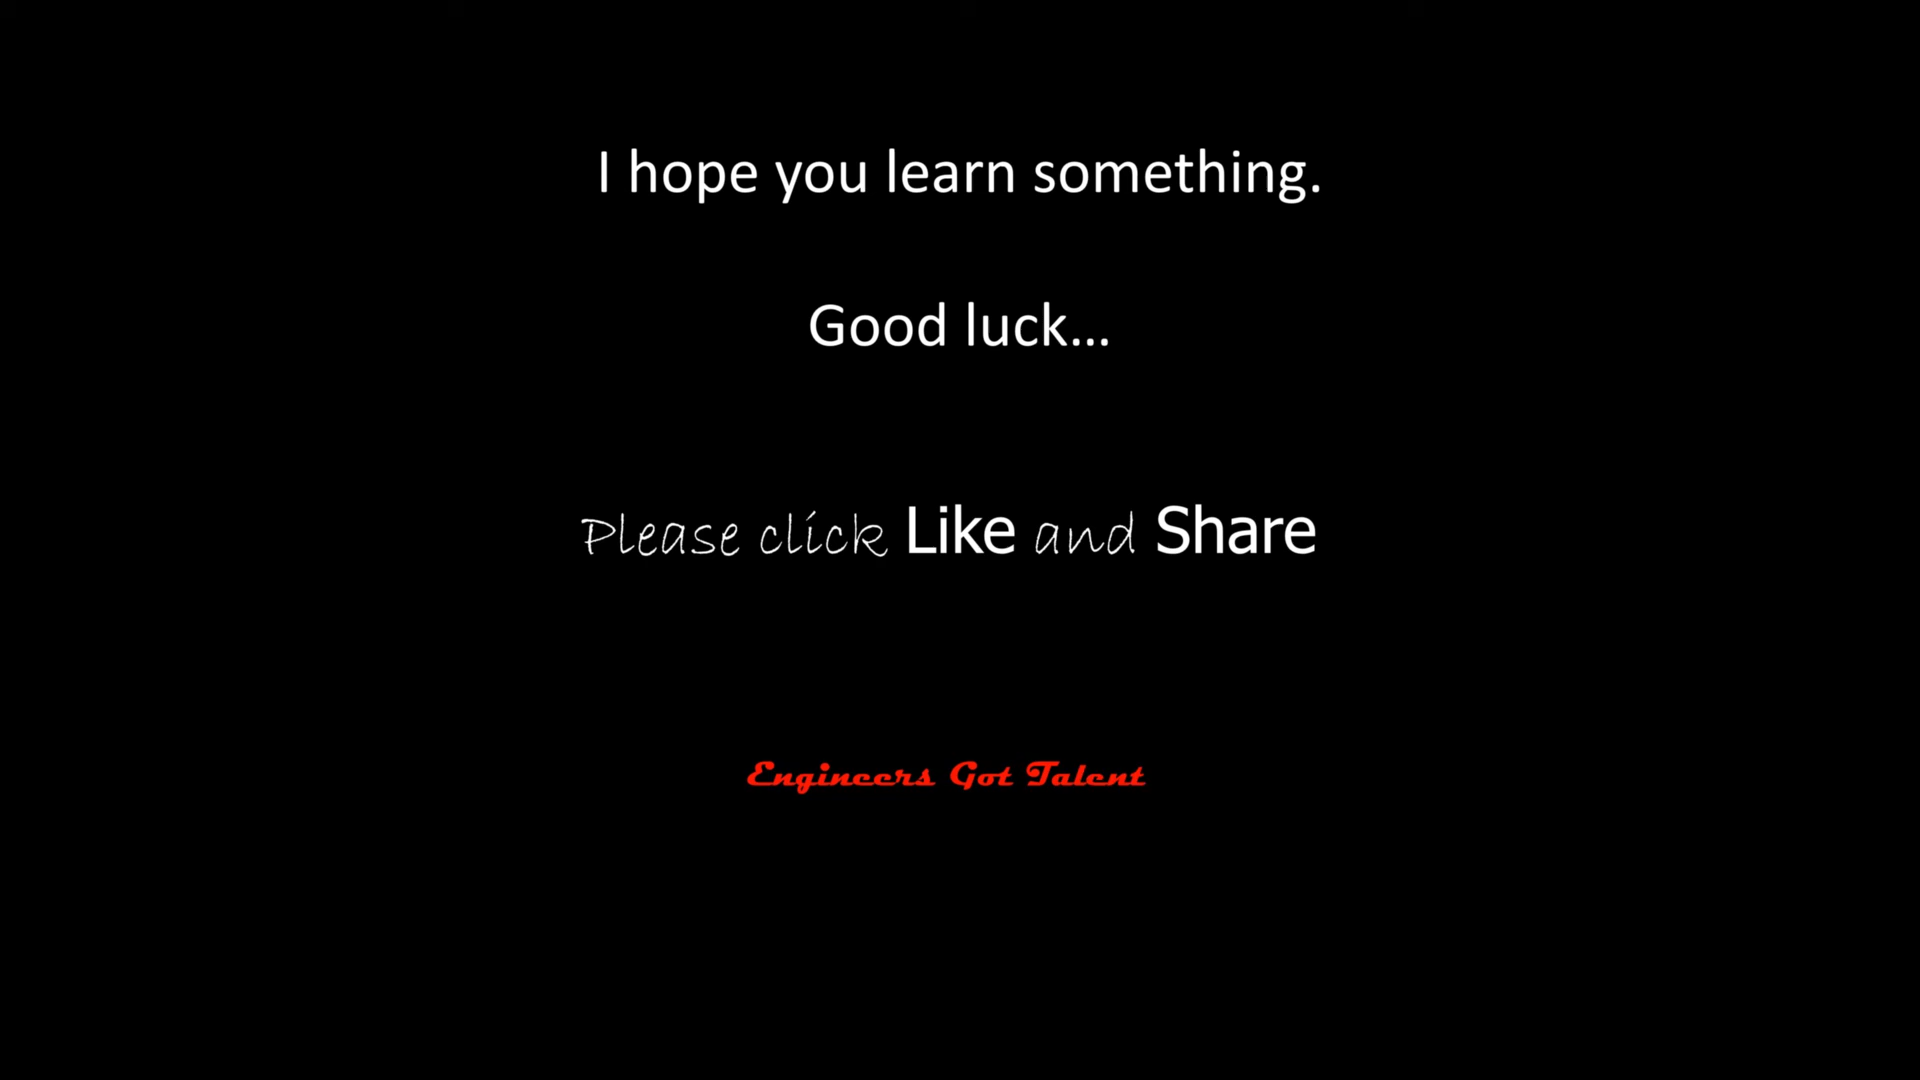 I hope you learn something.
Good luck...
Please click Like and Share
Engineers Got Talent